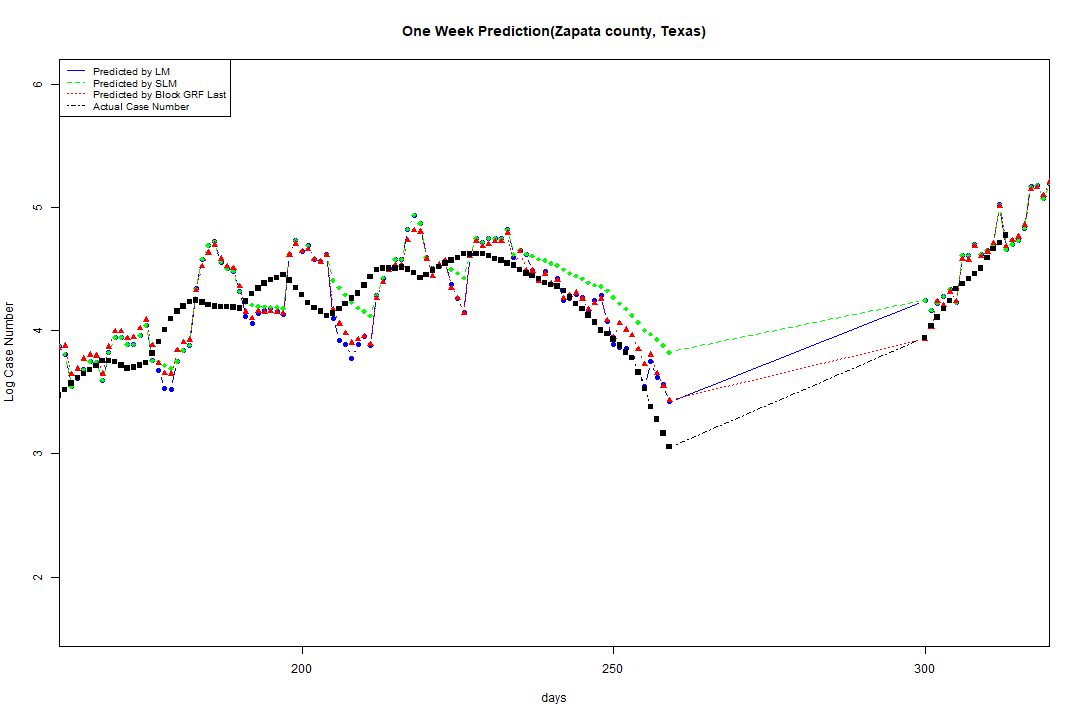 One Week Prediction(Zapata county, Texas)
Predicted by LM
Predicted by SLM
Predicted by Block GRF Last
Actual Case Number
6
5
4
3
2
Log Case Number
200
250
300
days